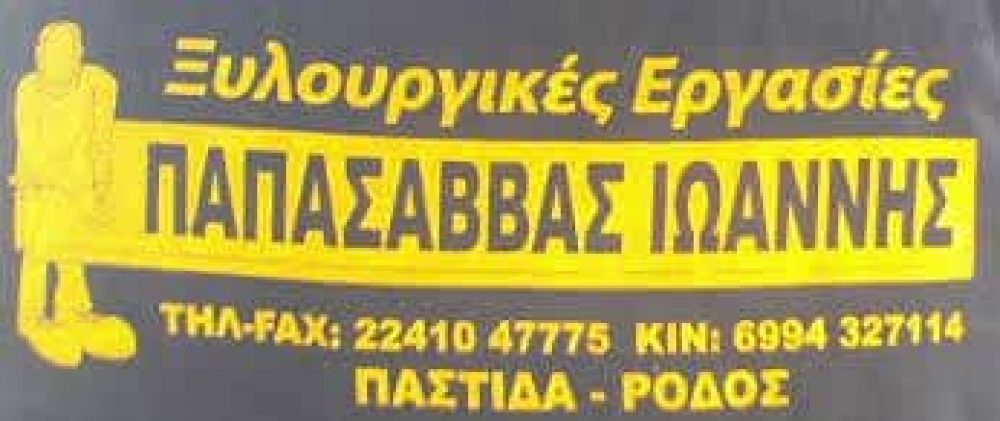 Ξυλουργικές Εργασίες
ΠΑΠΑΣΑΒΒΑΣ ΙΩΑΝΝΗΣ
ΤΗΛ-FAX: 22410 47775 ΚΙΝ: 6994 327114
ΠΑΣΤΙΔΑ - ΡΟΔΟΣ